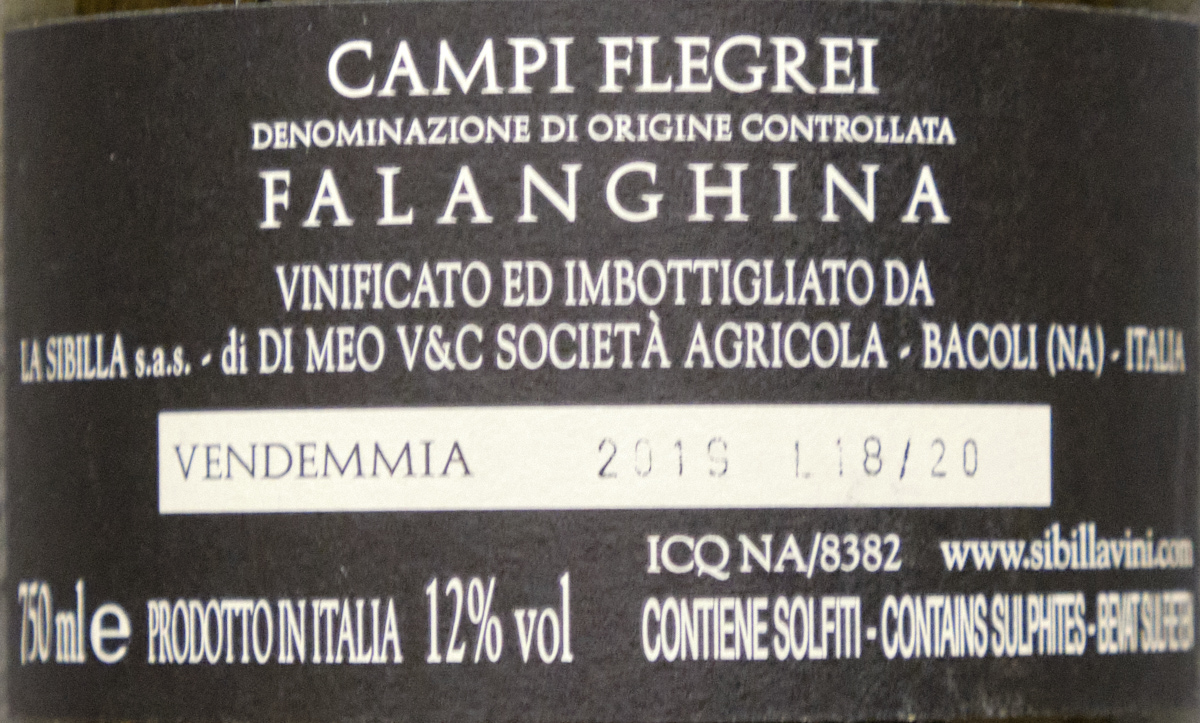 CAMPI FLEGREI
DENOMINAZIONE DI ORIGINE CONTROLLATA
FALANGHINA
VINIFICATO ED IMBOTTIGLIATO DA
LA SIBILLA s.a.s. - di DI MEO V&C SOCIETÀ AGRICOLA - BACOLI (NA) - ITALIA
VENDEMMIA 2019 L18/20
ICQ NA/8382 www.sibillavini.com
750 ml e PRODOTTO IN ITALIA 12% vol CONTIENE SOLFITI - CONTAINS SULPHITES -